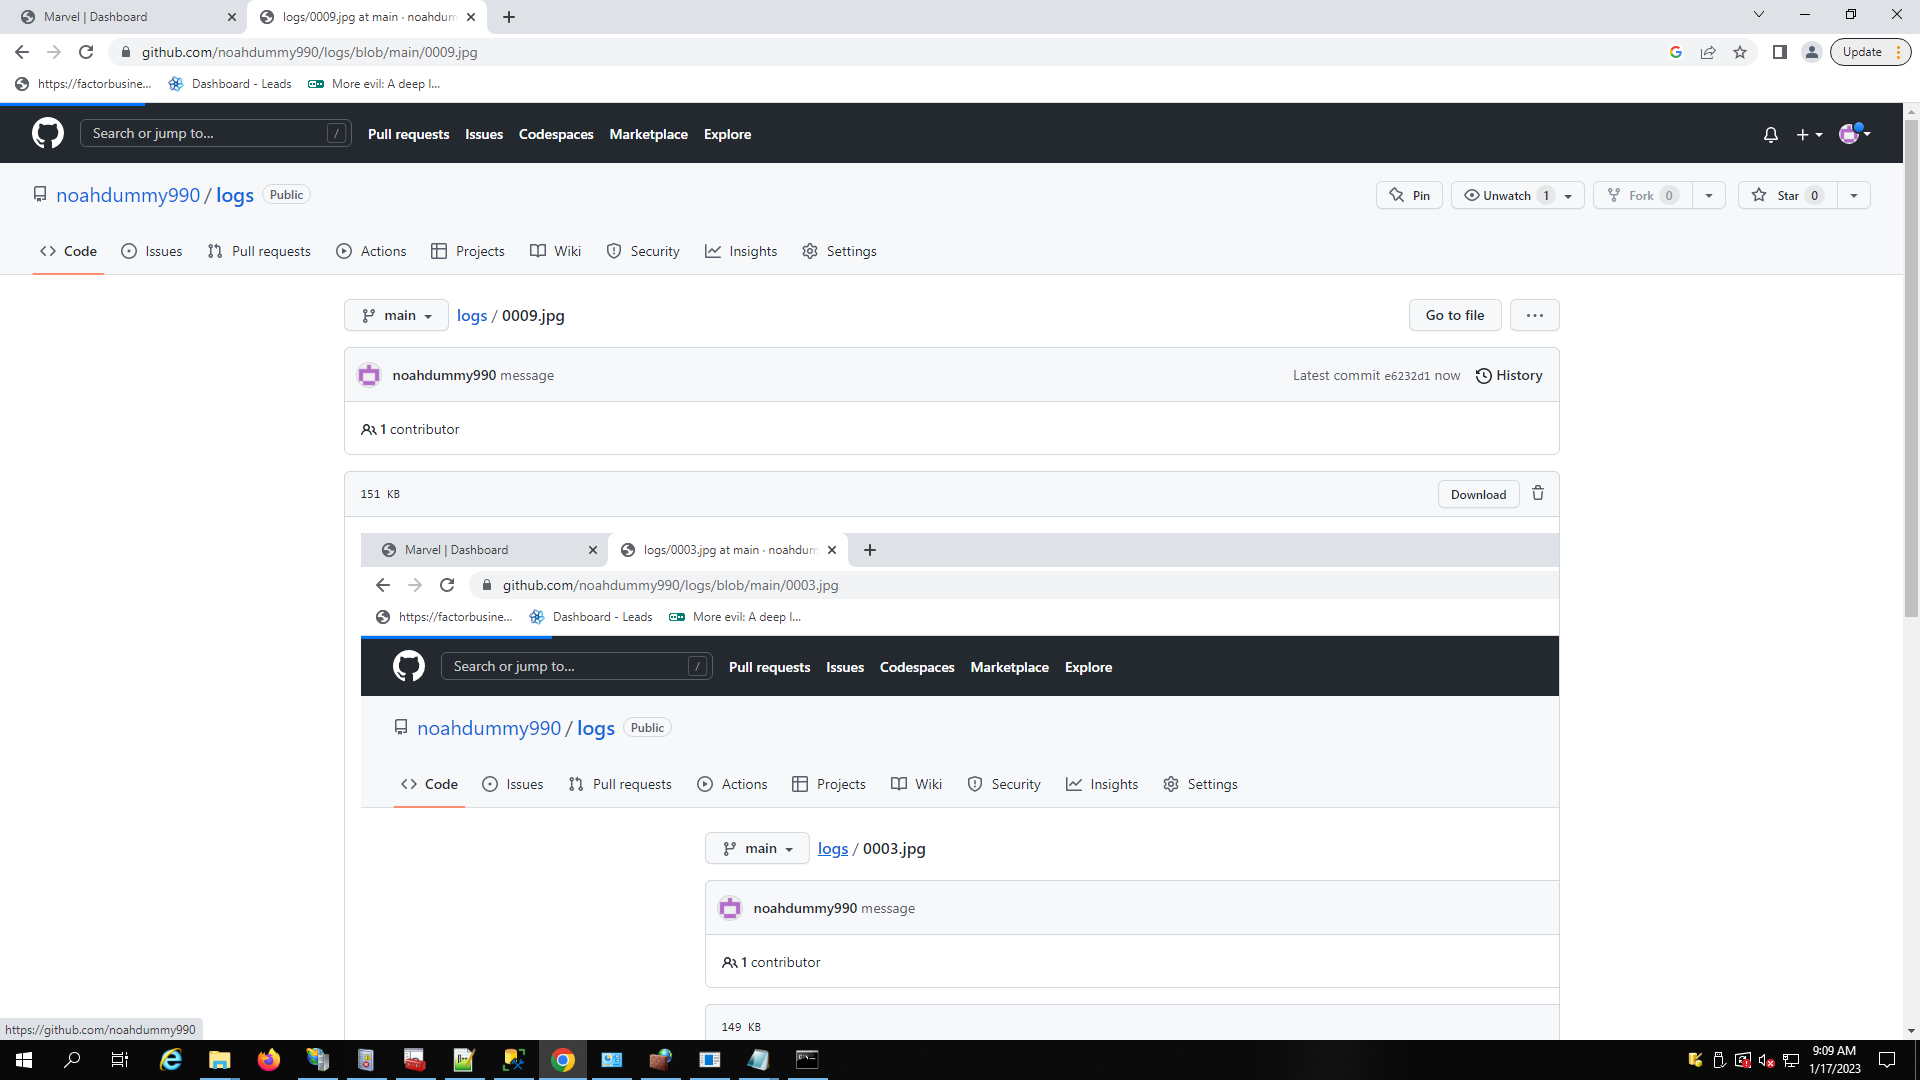 Marvel | Dashboard
logs/0009.jpg at main · noahdum
github.com/noahdummy990/logs/blob/main/0009.jpg
Update
https://factorbusine...
Dashboard - Leads
More evil: A deep l...
Search or jump to...
/
Pull requests
Issues
Codespaces
Marketplace
Explore
noahdummy990 / logs
Public
Pin
Unwatch 1
Fork 0
Star 0
Code
Issues
Pull requests
Actions
Projects
Wiki
Security
Insights
Settings
main
logs / 0009.jpg
Go to file
noahdummy990 message
Latest commit e6232d1 now
History
1 contributor
151 KB
Download
Marvel | Dashboard
logs/0003.jpg at main · noahdum
github.com/noahdummy990/logs/blob/main/0003.jpg
https://factorbusine...
Dashboard - Leads
More evil: A deep l...
Search or jump to...
/
Pull requests
Issues
Codespaces
Marketplace
Explore
noahdummy990 / logs
Public
Code
Issues
Pull requests
Actions
Projects
Wiki
Security
Insights
Settings
main
logs / 0003.jpg
noahdummy990 message
1 contributor
149 KB
https://github.com/noahdummy990
9:09 AM
1/17/2023